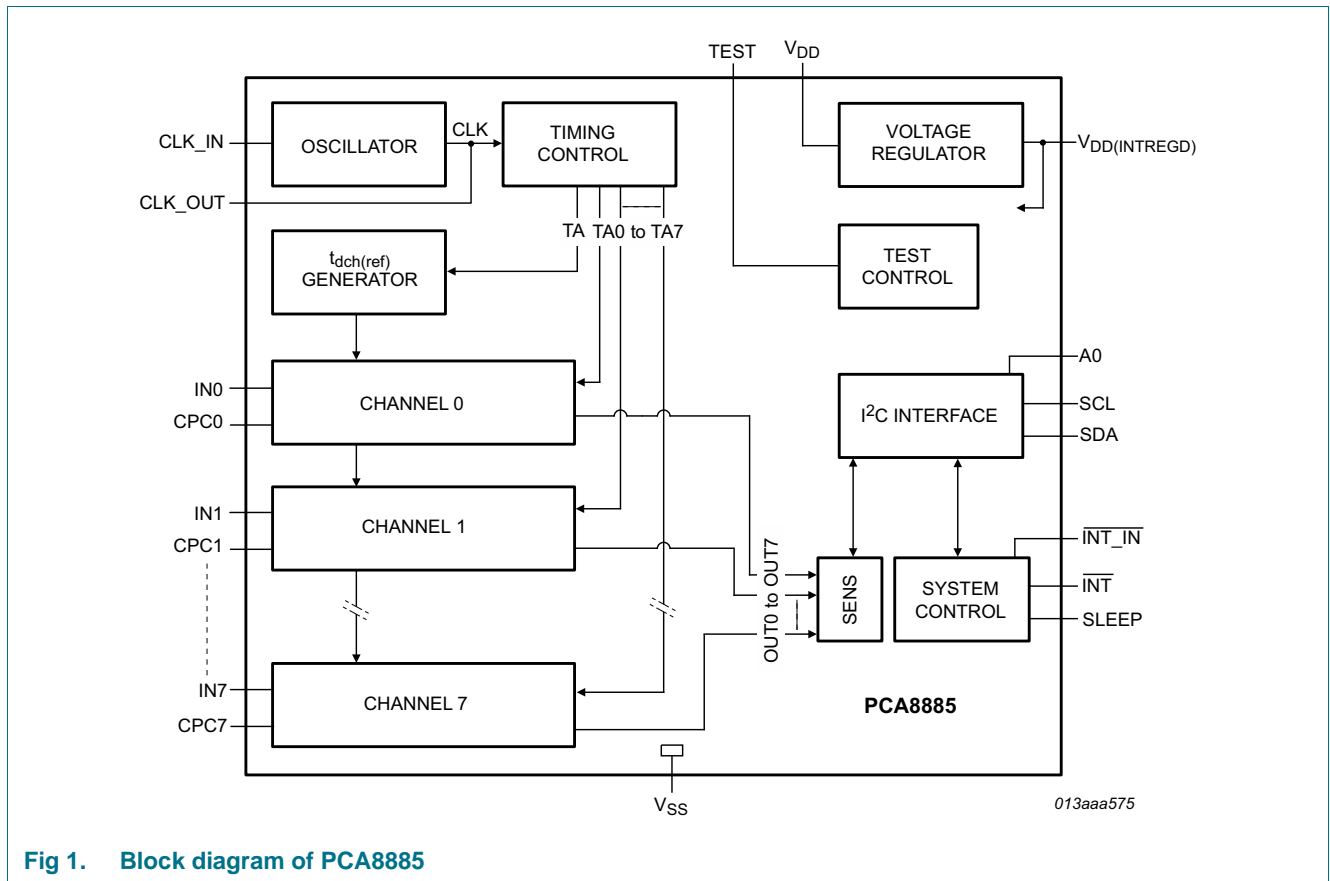 TEST
VDD
CLK_IN
OSCILLATOR
CLK
TIMING
CONTROL
VOLTAGE
REGULATOR
VDD(INTREGD)
CLK_OUT
TA TA0 to TA7
tdch(ref)
GENERATOR
TEST
CONTROL
IN0
CPC0
CHANNEL 0
A0
I2C INTERFACE
SCL
SDA
IN1
CPC1
CHANNEL 1
OUT0 to OUT7
SENS
SYSTEM
CONTROL
INT_IN
INT
SLEEP
IN7
CPC7
CHANNEL 7
PCA8885
VSS
013aaa575
Fig 1. Block diagram of PCA8885